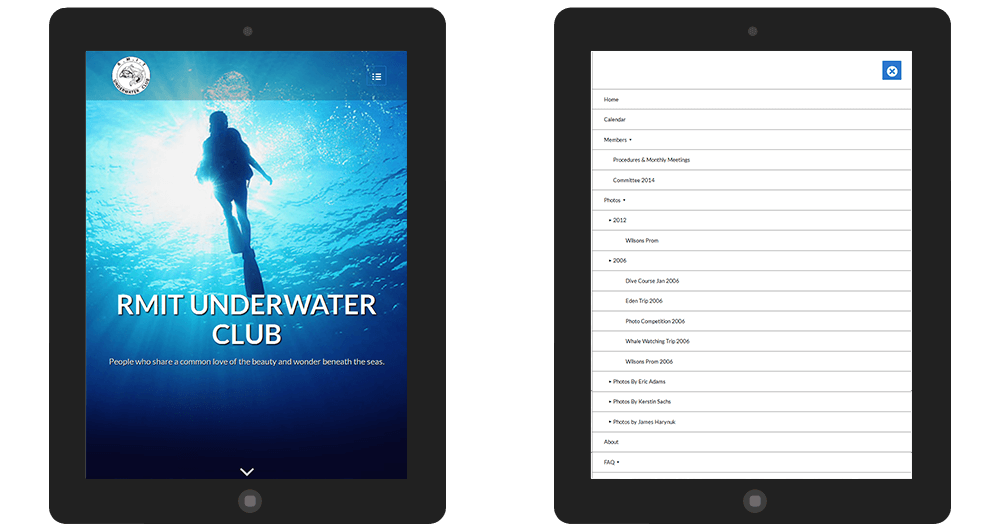 RMIT
UNDERWATER CLUB
RMIT UNDERWATER
CLUB
People who share a common love of the beauty and wonder beneath the seas.
Home
Calendar
Members
Procedures & Monthly Meetings
Committee 2014
Photos
2012
Wilsons Prom
2006
Dive Course Jan 2006
Eden Trip 2006
Photo Competition 2006
Whale Watching Trip 2006
Wilsons Prom 2006
Photos By Eric Adams
Photos By Kerstin Sachs
Photos by James Harynuk
About
FAQ